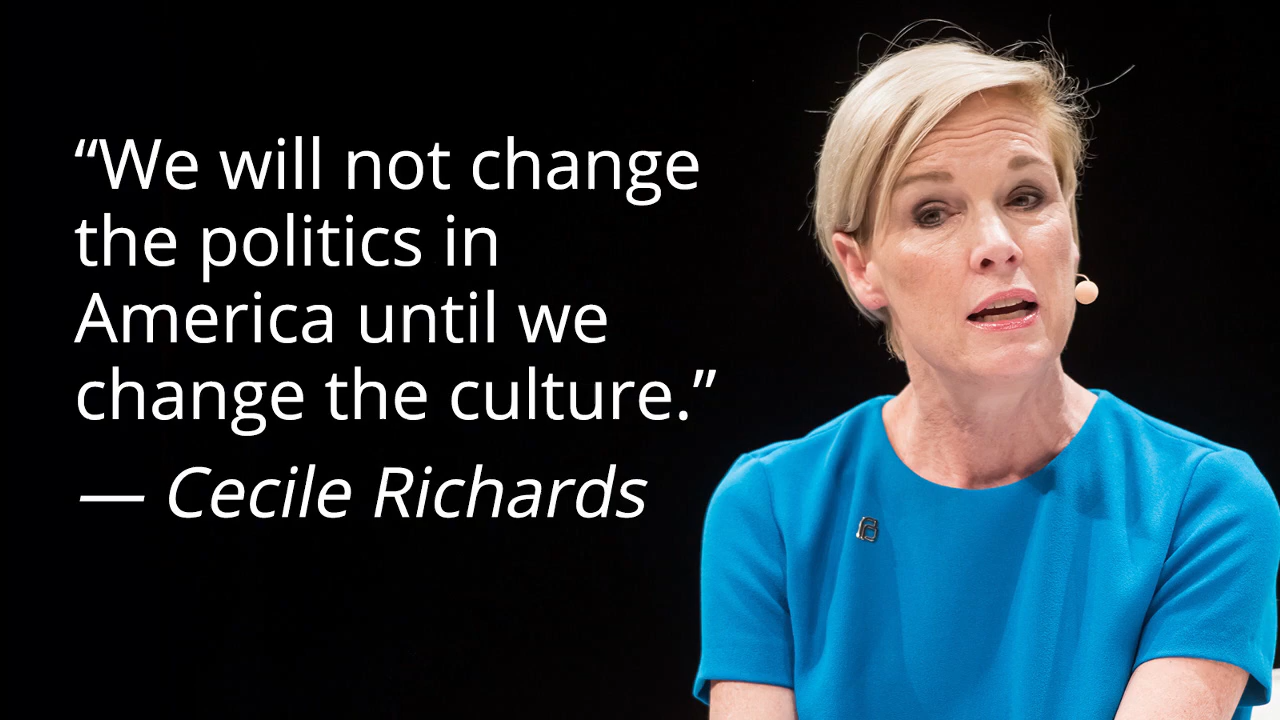 “We will not change
the politics in
America until we
change the culture.”
— Cecile Richards